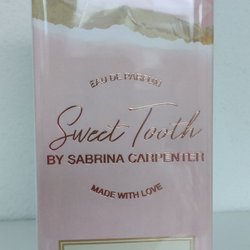 EAU DE PARFUM
Sweet Tooth
BY SABRINA CARPENTER
MADE WITH LOVE